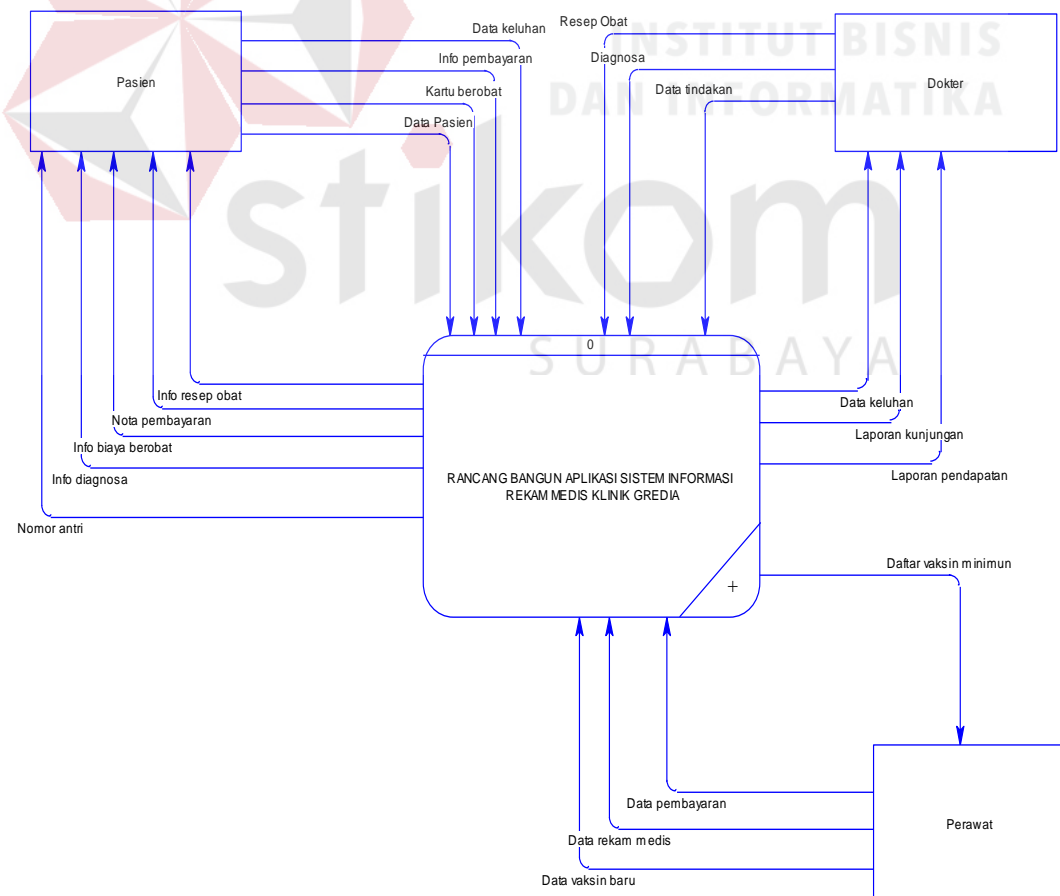 Resep Obat
Data keluhan
INSTITUT BISNIS
Info pembayaran
Diagnosa
Pasien
Dokter
Kartu berobat
Data tindakan
DAN INFORMATIKA
Data Pasien
stikom
SURABAYA
0
Info resep obat
Data keluhan
Nota pembayaran
Laporan kunjungan
Info biaya berobat
Laporan pendapatan
Info diagnosa
RANCANG BANGUN APLIKASI SISTEM INFORMASI
REKAM MEDIS KLINIK GREDIA
Nomor antri
Daftar vaksin minimun
+
Data pembayaran
Perawat
Data rekam medis
Data vaksin baru